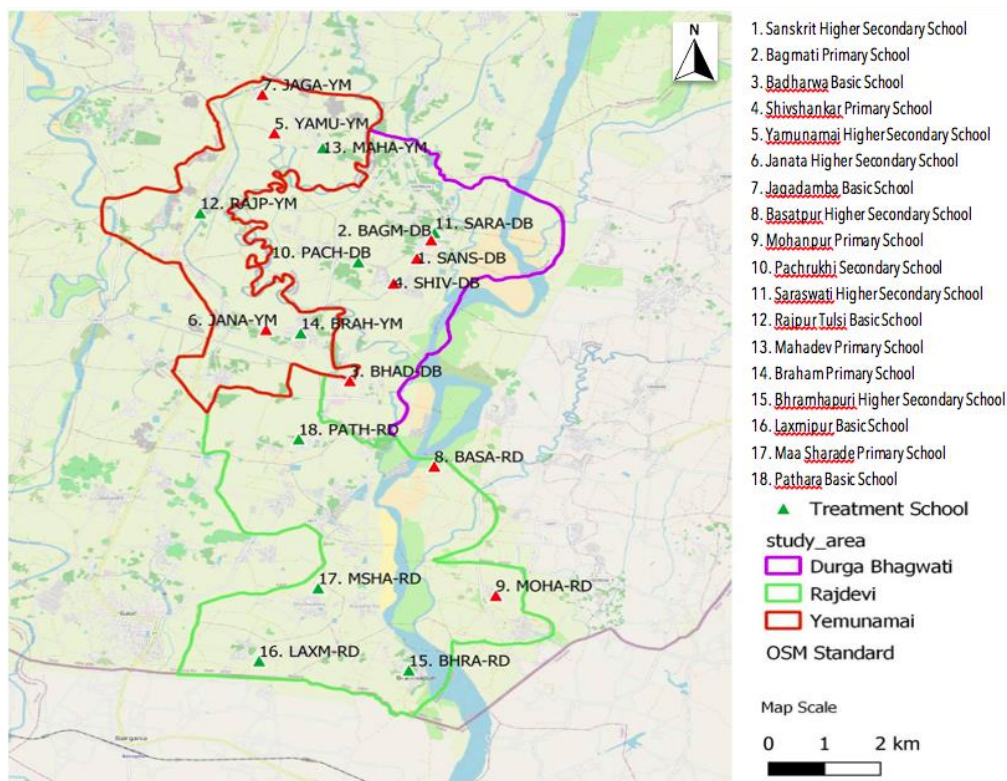 7. JAGA-YM
5. YAMU-YM
13. MAHA-YM
12. RAJP-YM
2. BAGM-DB
11. SARA-DB
10. PACH-DB
1. SANS-DB
4. SHIV-DB
6. JANA-YM
14. BRAH-YM
3. BHAD-DB
18. PATH-RD
8. BASA-RD
17. MSHA-RD
9. MOHA-RD
16. LAXM-RD
15. BHRA-RD
N
1. Sanskrit Higher Secondary School
2. Bagmati Primary School
3. Badharwa Basic School
4. Shivshankar Primary School
5. Yamunamai Higher Secondary School
6. Janata Higher Secondary School
7. Jagadamba Basic School
8. Basatpur Higher Secondary School
9. Mohanpur Primary School
10. Pachrukhi Secondary School
11. Saraswati Higher Secondary School
12. Rajpur Tulsi Basic School
13. Mahadev Primary School
14. Braham Primary School
15. Bhramhapuri Higher Secondary School
16. Laxmipur Basic School
17. Maa Sharade Primary School
18. Pathara Basic School
Treatment School
study_area
Durga Bhagwati
Rajdevi
Yemunamai
OSM Standard
Map Scale
0 1 2 km